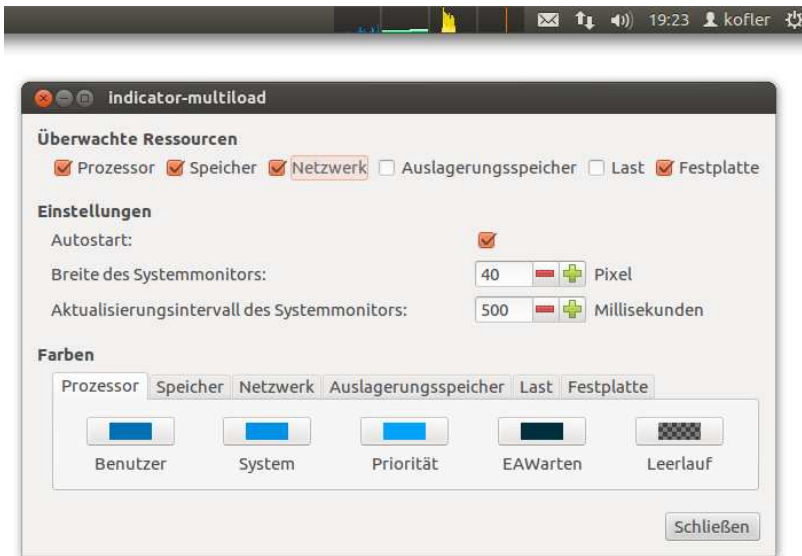 19:23 kofler
indicator-multiload
Überwachte Ressourcen
Prozessor Speicher Netzwerk Auslagerungsspeicher Last Festplatte
Einstellungen
Autostart:
Breite des Systemmonitors: 40 Pixel
Aktualisierungsintervall des Systemmonitors: 500 Millisekunden
Farben
Prozessor Speicher Netzwerk Auslagerungsspeicher Last Festplatte
Benutzer System Priorität EAWarten Leerlauf
Schließen